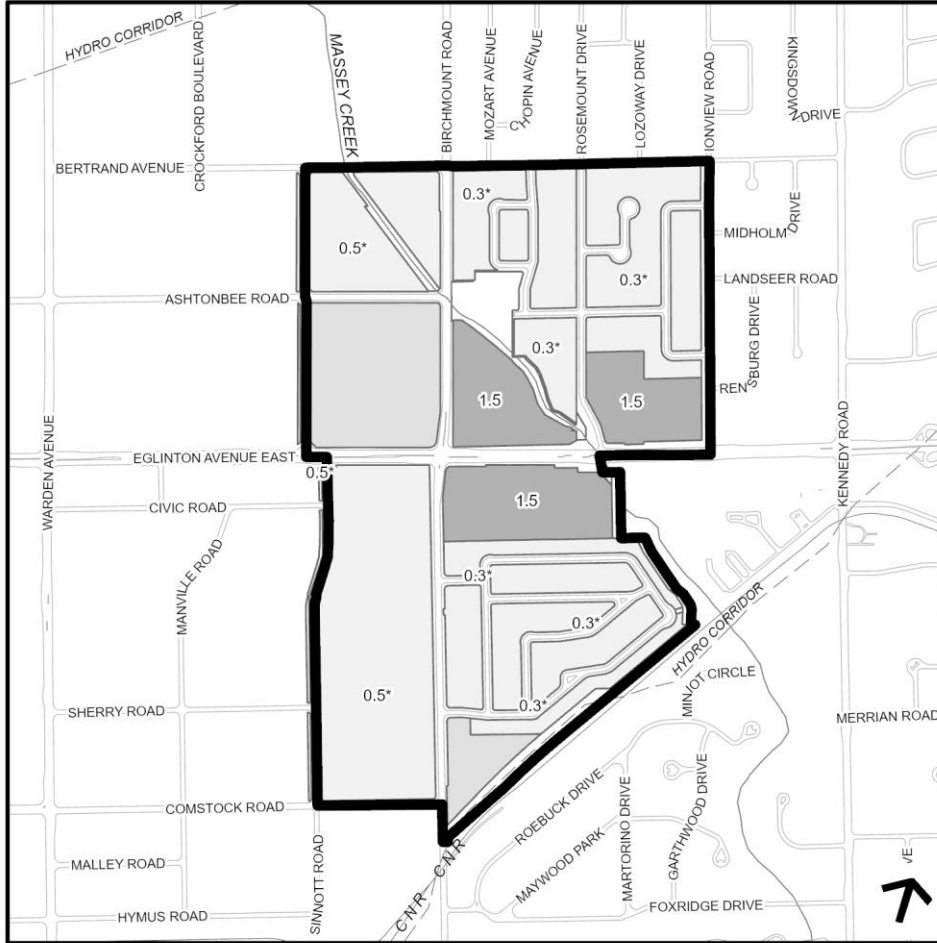 HYDRO CORRIDOR
CROCKFORD BOULEVARD
MASSEY CREEK
BIRCHMOUNT ROAD
MOZART AVENUE
CHOPIN AVENUE
ROSEMOUNT DRIVE
LOZOWAY DRIVE
IONVIEW ROAD
KINGSDOWN
DRIVE
BERTRAND AVENUE
0.3*
0.5*
MIDHOLM
DRIVE
0.3*
LANDSEER ROAD
ASHTONBEE ROAD
0.3*
REN
SBURG DRIVE
1.5
1.5
WARDEN AVENUE
KENNEDY ROAD
EGLINTON AVENUE EAST
0.5*
1.5
CIVIC ROAD
MANVILLE ROAD
0.3*
0.3*
HYDRO CORRIDOR
MINJOT CIRCLE
0.5*
0.3*
SHERRY ROAD
MERRIAN ROAD
COMSTOCK ROAD
SINNOTT ROAD
CNR
CNR
ROEBUCK DRIVE
MAYWOOD PARK
MARTORINO DRIVE
GARTHWOOD DRIVE
MALLEY ROAD
VE
HYMUS ROAD
FOXRIDGE DRIVE